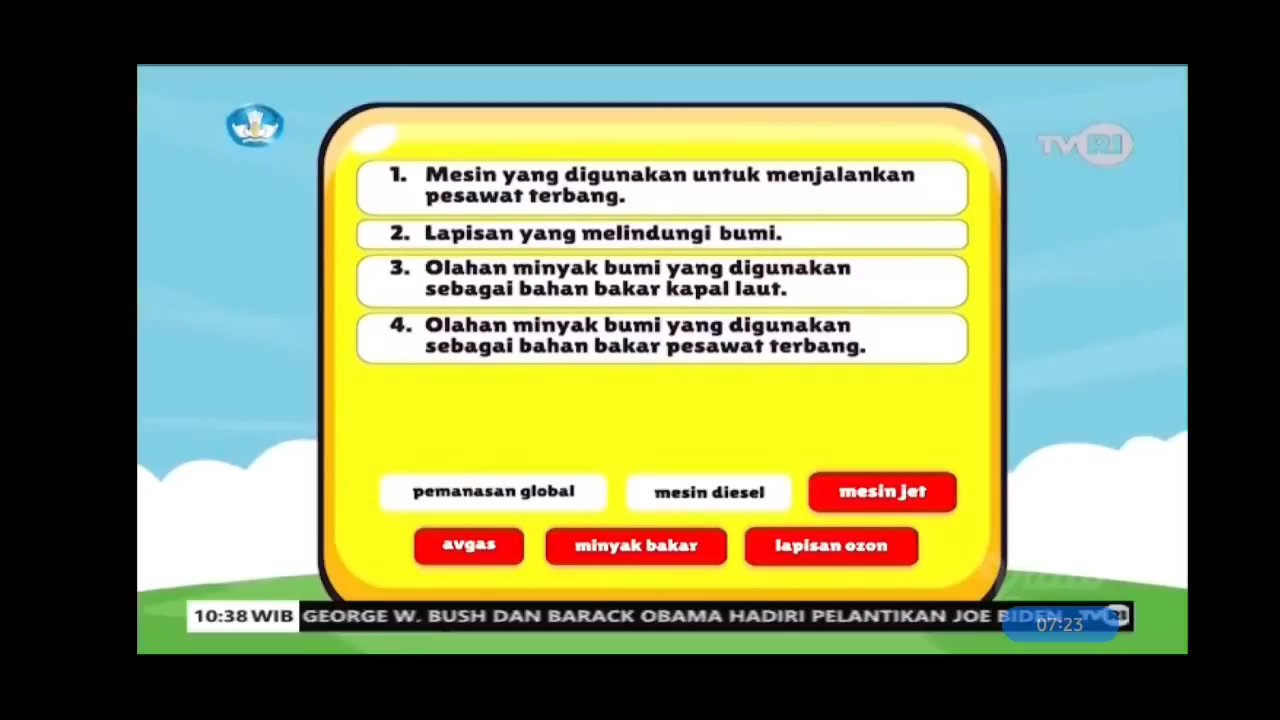 TVRI
1. Mesin yang digunakan untuk menjalankan
pesawat terbang.
2. Lapisan yang melindungi bumi.
3. Olahan minyak bumi yang digunakan
sebagai bahan bakar kapal laut.
4. Olahan minyak bumi yang digunakan
sebagai bahan bakar pesawat terbang.
pemanasan global mesin diesel mesin jet
avgas minyak bakar lapisan ozon
10:38 WIB GEORGE W. BUSH DAN BARACK OBAMA HADIRI PELANTIKAN JOE BIDEN TVRI
07:23